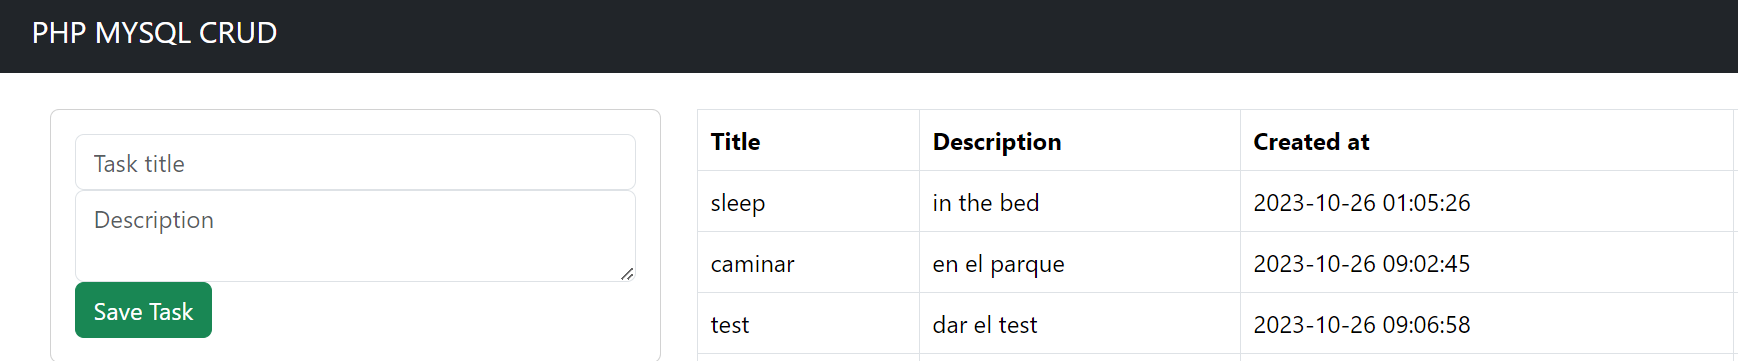 PHP MYSQL CRUD
Task title
Description
Save Task
Title Description Created at
sleep in the bed 2023-10-26 01:05:26
caminar en el parque 2023-10-26 09:02:45
test dar el test 2023-10-26 09:06:58